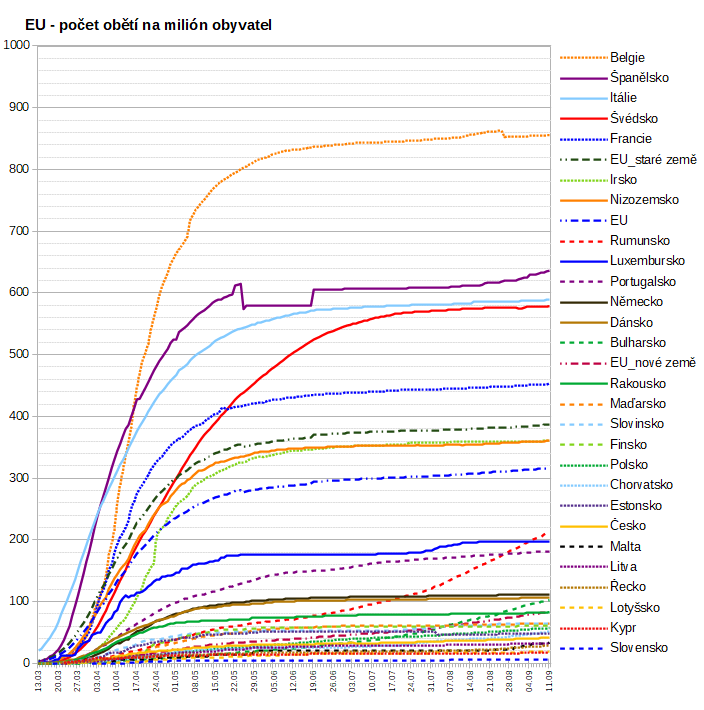 EU - počet obětí na milión obyvatel
1000
900
800
700
600
500
400
300
200
100
0
13.03
20.03
27.03
03.04
10.04
17.04
24.04
01.05
08.05
15.05
22.05
29.05
05.06
12.06
19.06
26.06
03.07
10.07
17.07
24.07
31.07
07.08
14.08
21.08
28.08
04.09
11.09
Belgie
Španělsko
Itálie
Švédsko
Francie
EU_staré země
Irsko
Nizozemsko
EU
Rumunsko
Luxembursko
Portugalsko
Německo
Dánsko
Bulharsko
EU_nové země
Rakousko
Maďarsko
Slovinsko
Finsko
Polsko
Chorvatsko
Estonsko
Česko
Malta
Litva
Řecko
Lotyšsko
Kypr
Slovensko